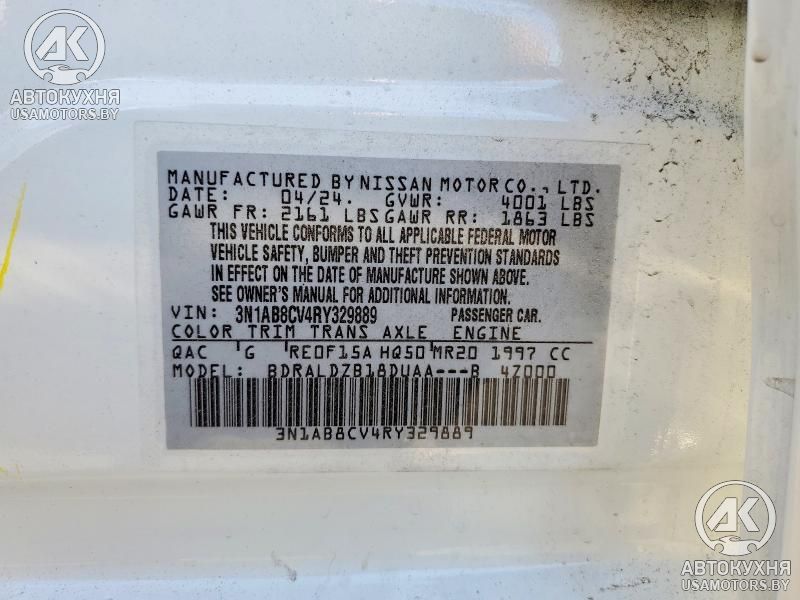 AK
АВТОКУХНЯ
USAMOTORS.BY
MANUFACTURED BY NISSAN MOTOR CO., LTD.
DATE: 04/24. GVWR: 4001 LBS
GAWR FR: 2161 LBS GAWR RR: 1863 LBS
THIS VEHICLE CONFORMS TO ALL APPLICABLE FEDERAL MOTOR
VEHICLE SAFETY, BUMPER AND THEFT PREVENTION STANDARDS
IN EFFECT ON THE DATE OF MANUFACTURE SHOWN ABOVE.
SEE OWNER'S MANUAL FOR ADDITIONAL INFORMATION.
VIN: 3N1AB8CV4RY329889 PASSENGER CAR.
COLOR TRIM TRANS AXLE ENGINE
QAC G RE0F15A HQ50 MR20 1997 CC
MODEL: BDRALDZB18DUAA---B 4Z000
3N1AB8CV4RY329889
AK
АВТОКУХНЯ
USAMOTORS.BY